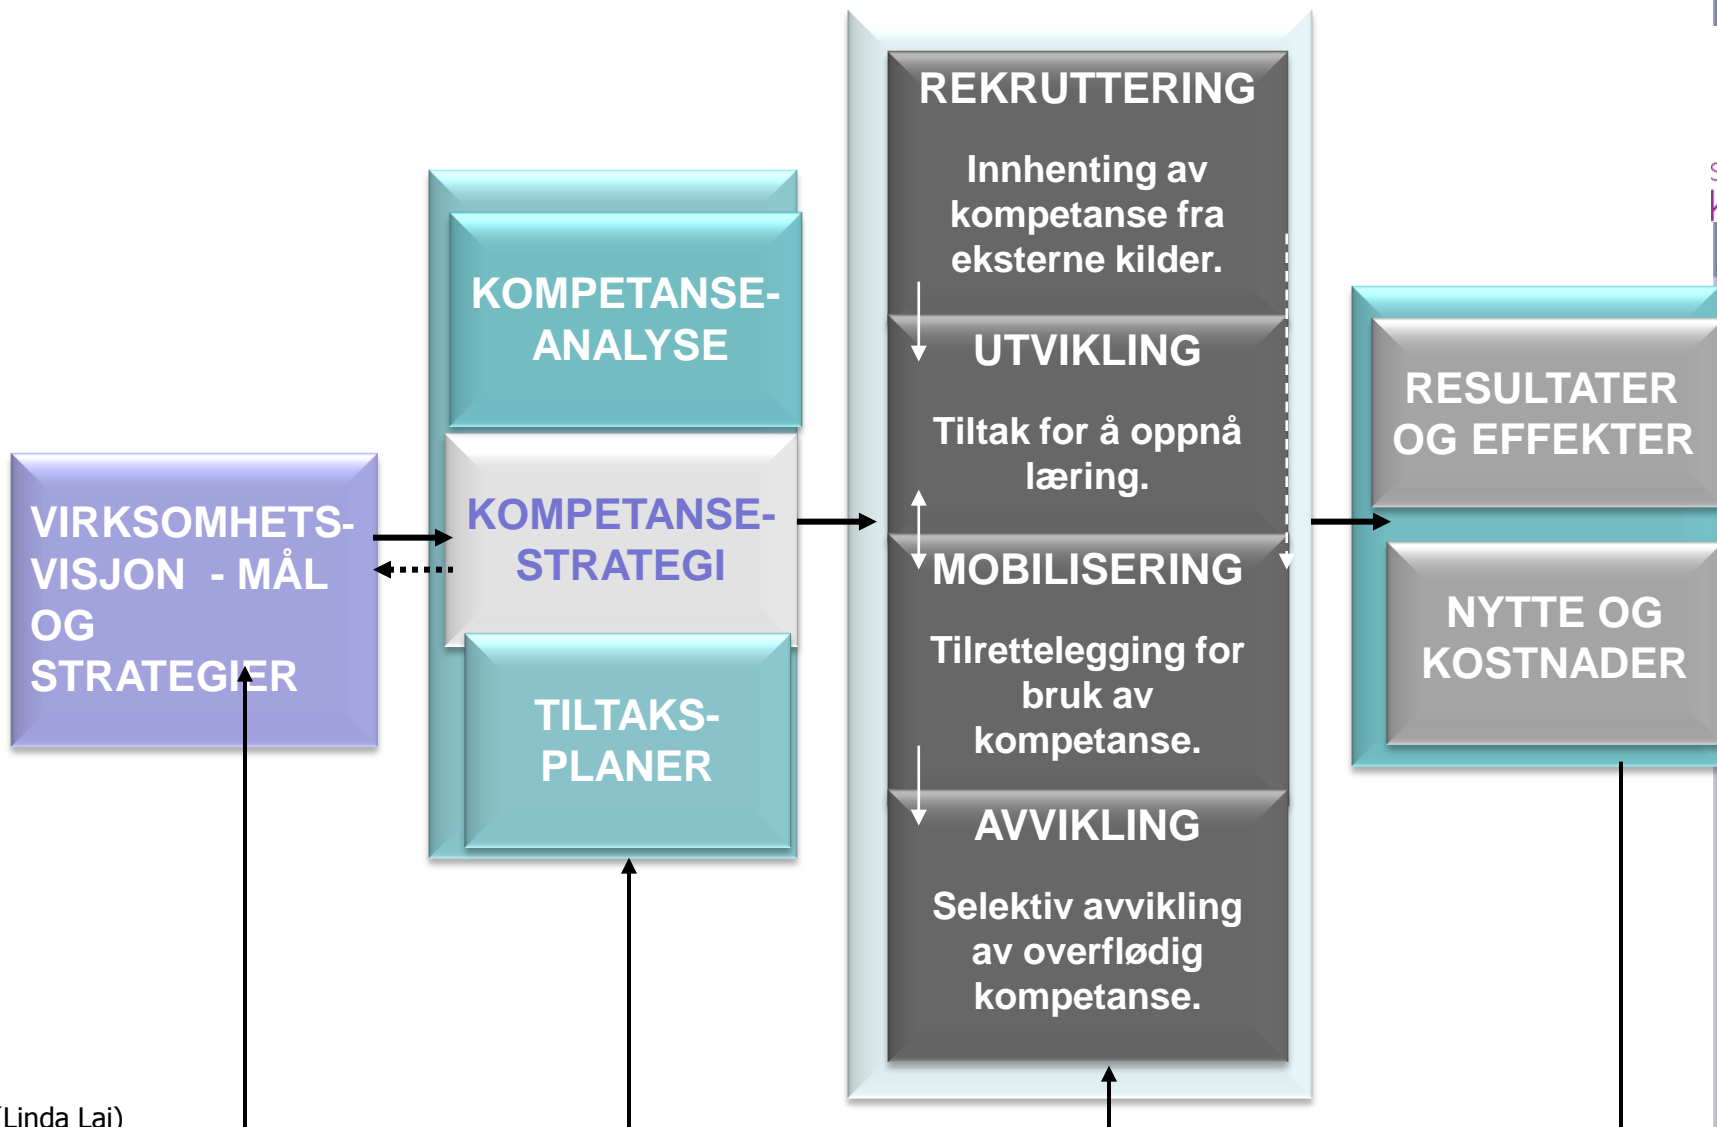 VIRKSOMHETS-
VISJON - MÅL
OG
STRATEGIER
KOMPETANSE-
ANALYSE
KOMPETANSE-
STRATEGI
TILTAKS-
PLANER
REKRUTTERING
Innhenting av
kompetanse fra
eksterne kilder.
UTVIKLING
Tiltak for å oppnå
læring.
MOBILISERING
Tilrettelegging for
bruk av
kompetanse.
AVVIKLING
Selektiv avvikling
av overflødig
kompetanse.
RESULTATER
OG EFFEKTER
NYTTE OG
KOSTNADER
(Linda Lai)